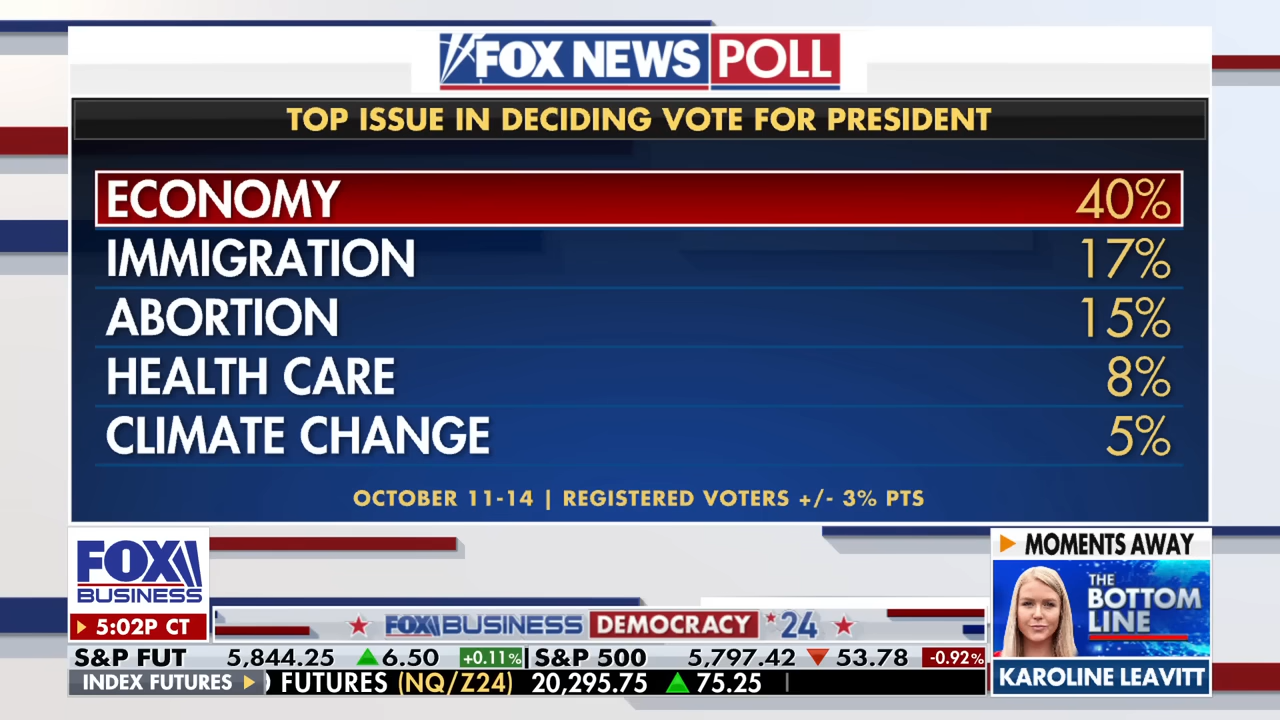 FOX NEWS POLL
TOP ISSUE IN DECIDING VOTE FOR PRESIDENT
ECONOMY 40%
IMMIGRATION 17%
ABORTION 15%
HEALTH CARE 8%
CLIMATE CHANGE 5%
OCTOBER 11-14 | REGISTERED VOTERS +/- 3% PTS
FOX
BUSINESS
5:02P CT
FOX BUSINESS DEMOCRACY '24
MOMENTS AWAY
THE
BOTTOM
LINE
KAROLINE LEAVITT
S&P FUT 5,844.25 6.50 +0.11% S&P 500 5,797.42 53.78 -0.92%
INDEX FUTURES FUTURES (NQ/Z24) 20,295.75 75.25